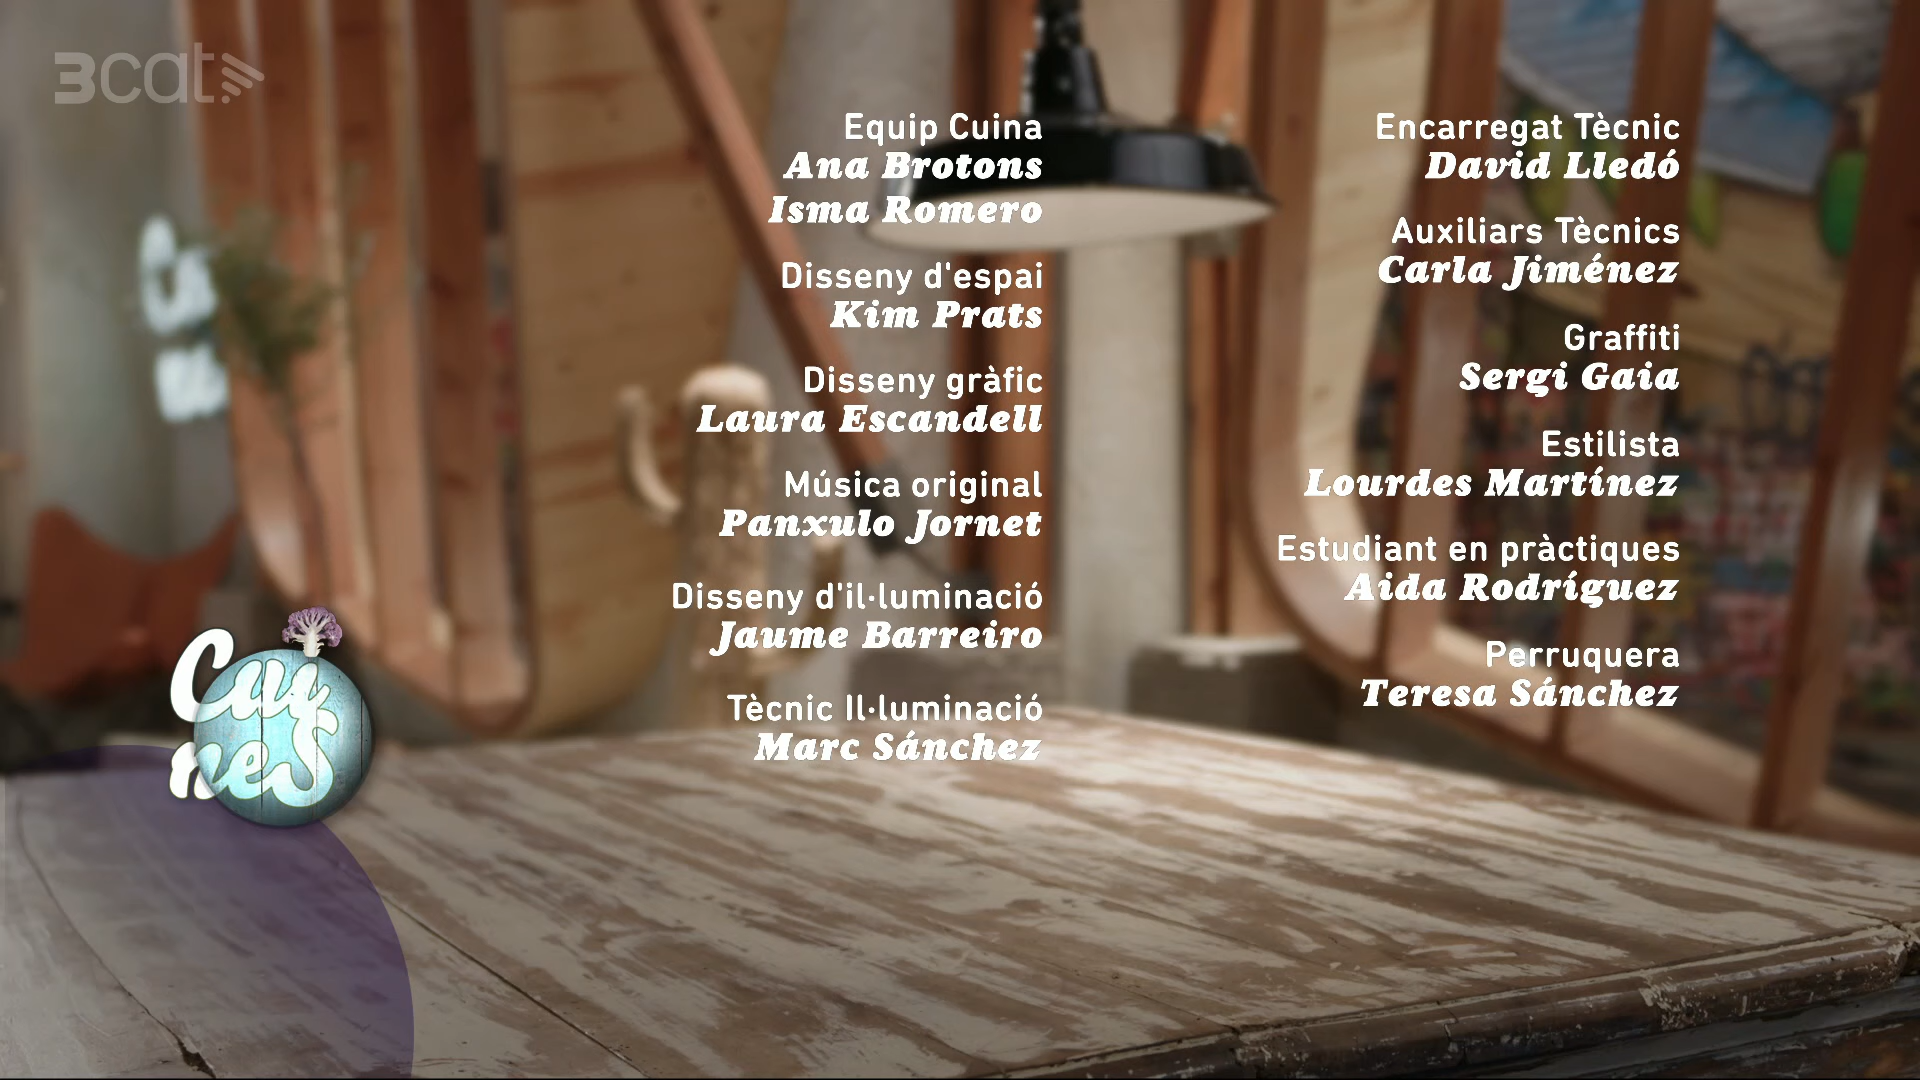 3cat
Equip Cuina
Ana Brotons
Isma Romero
Disseny d'espai
Kim Prats
Disseny gràfic
Laura Escandell
Música original
Panxulo Jornet
Disseny d'il·luminació
Jaume Barreiro
Tècnic Il·luminació
Marc Sánchez
Encarregat Tècnic
David Lledó
Auxiliars Tècnics
Carla Jiménez
Graffiti
Sergi Gaia
Estilista
Lourdes Martínez
Estudiant en pràctiques
Aida Rodríguez
Perruquera
Teresa Sánchez
Cui
nes